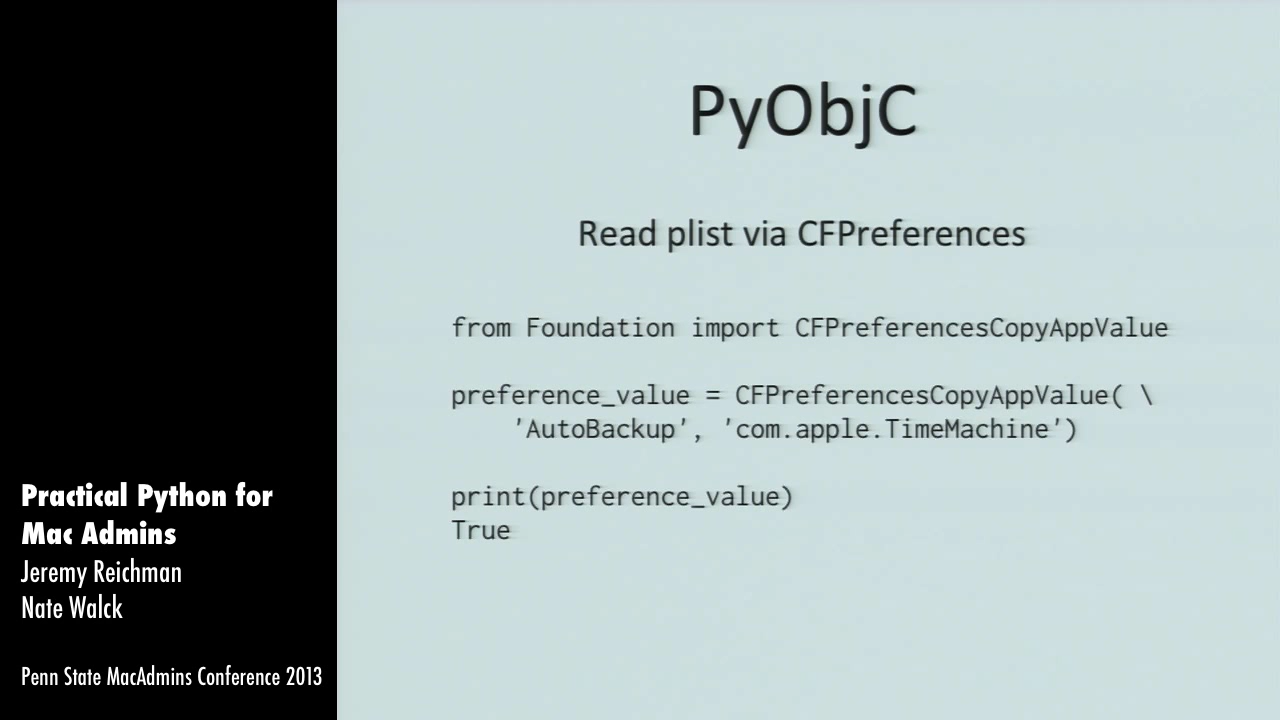 PyObjC
Read plist via CFPreferences
from Foundation import CFPreferencesCopyAppValue
preference_value = CFPreferencesCopyAppValue( \
    'AutoBackup', 'com.apple.TimeMachine')
print(preference_value)
True
Practical Python for
Mac Admins
Jeremy Reichman
Nate Walck
Penn State MacAdmins Conference 2013